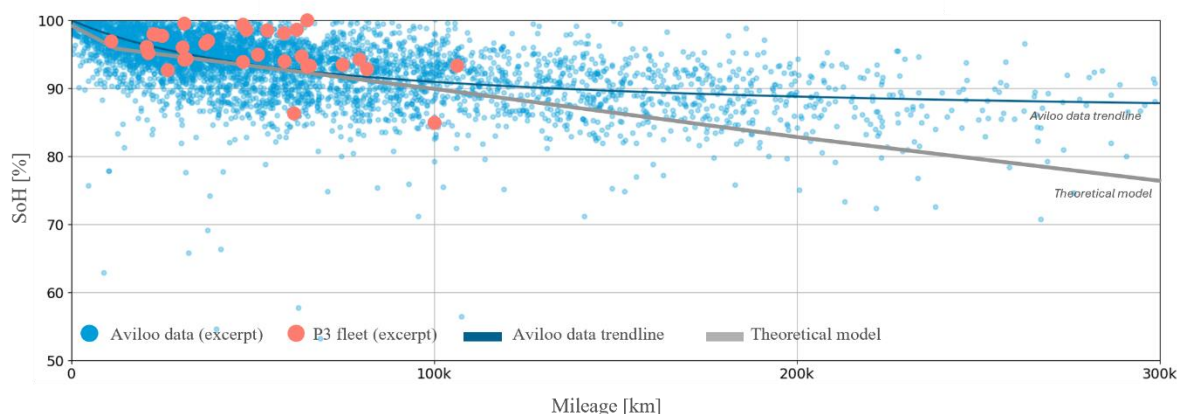 100
90
80
70
60
50
SoH [%]
Aviloo data trendline
Theoretical model
Aviloo data (excerpt)
P3 fleet (excerpt)
Aviloo data trendline
Theoretical model
0
100k
200k
300k
Mileage [km]